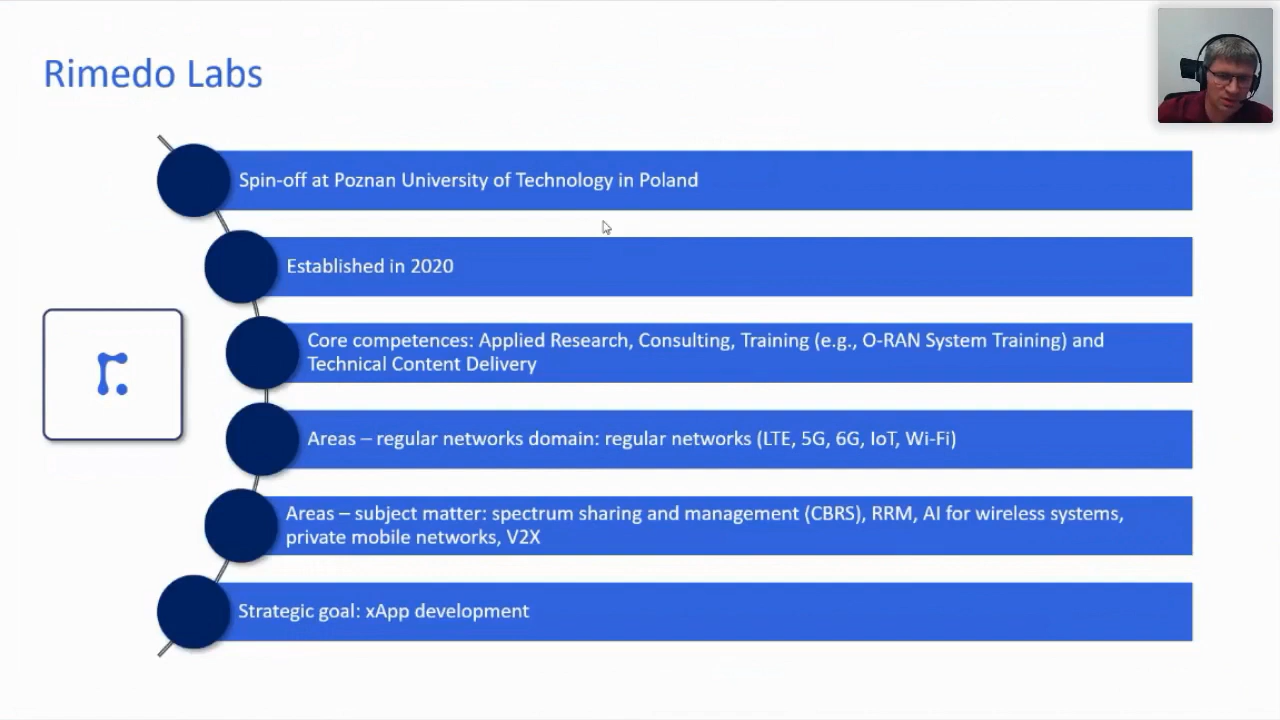 Rimedo Labs
Spin-off at Poznan University of Technology in Poland
Established in 2020
Core competences: Applied Research, Consulting, Training (e.g., O-RAN System Training) and
Technical Content Delivery
Areas – regular networks domain: regular networks (LTE, 5G, 6G, IoT, Wi-Fi)
Areas – subject matter: spectrum sharing and management (CBRS), RRM, AI for wireless systems,
private mobile networks, V2X
Strategic goal: xApp development
r.